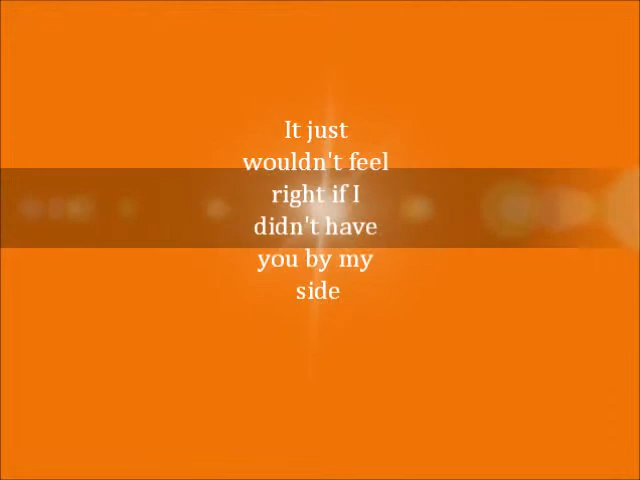 It just
wouldn't feel
right if I
didn't have
you by my
side